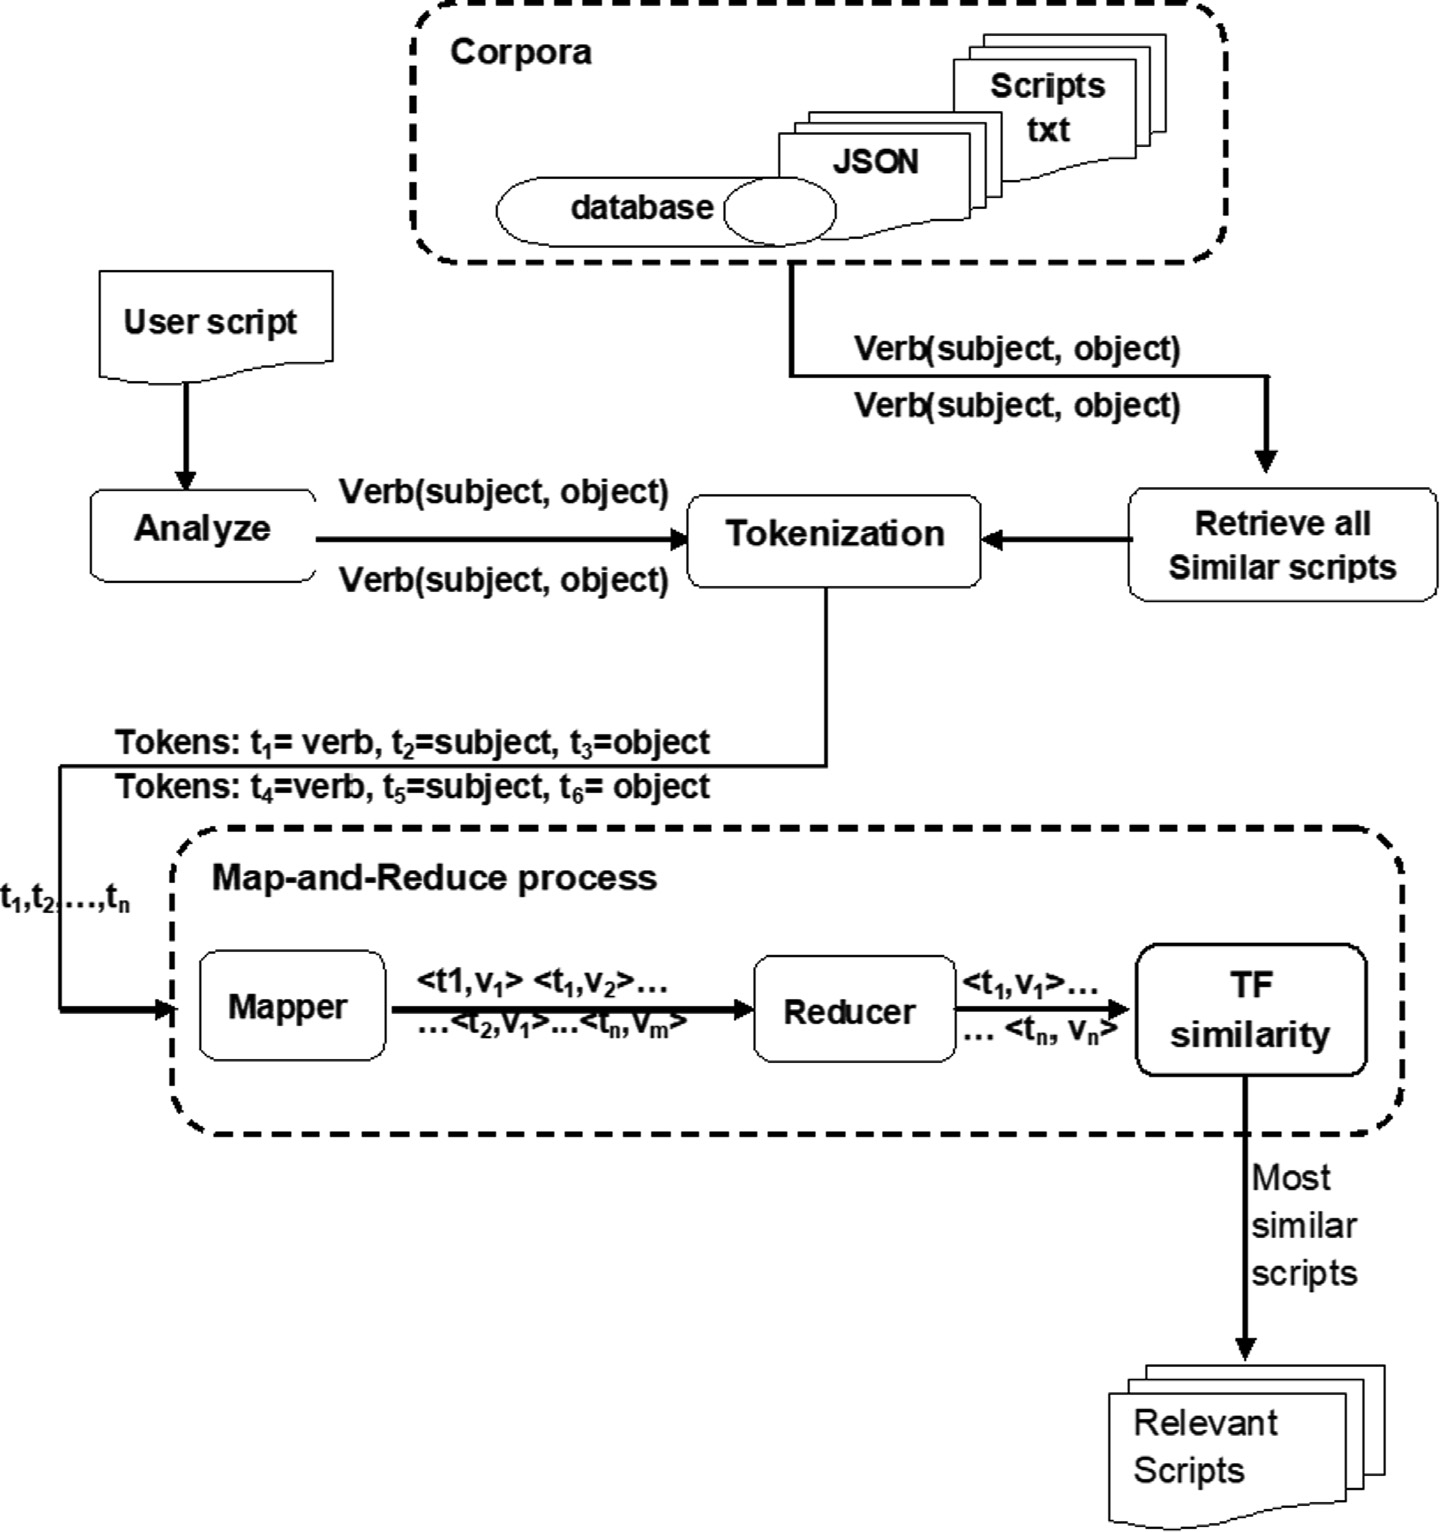 Corpora
Scripts
txt
JSON
database
User script
Verb(subject, object)
Verb(subject, object)
Analyze
Verb(subject, object)
Verb(subject, object)
Tokenization
Retrieve all
Similar scripts
Tokens: t1= verb, t2=subject, t3=object
Tokens: t4=verb, t5=subject, t6= object
t1,t2,...,tn
Map-and-Reduce process
Mapper
<t1,v1> <t1,v2>...
...<t2,v1>...<tn,vm>
Reducer
<t1,v1>...
... <tn, vn>
TF
similarity
Most
similar
scripts
Relevant
Scripts